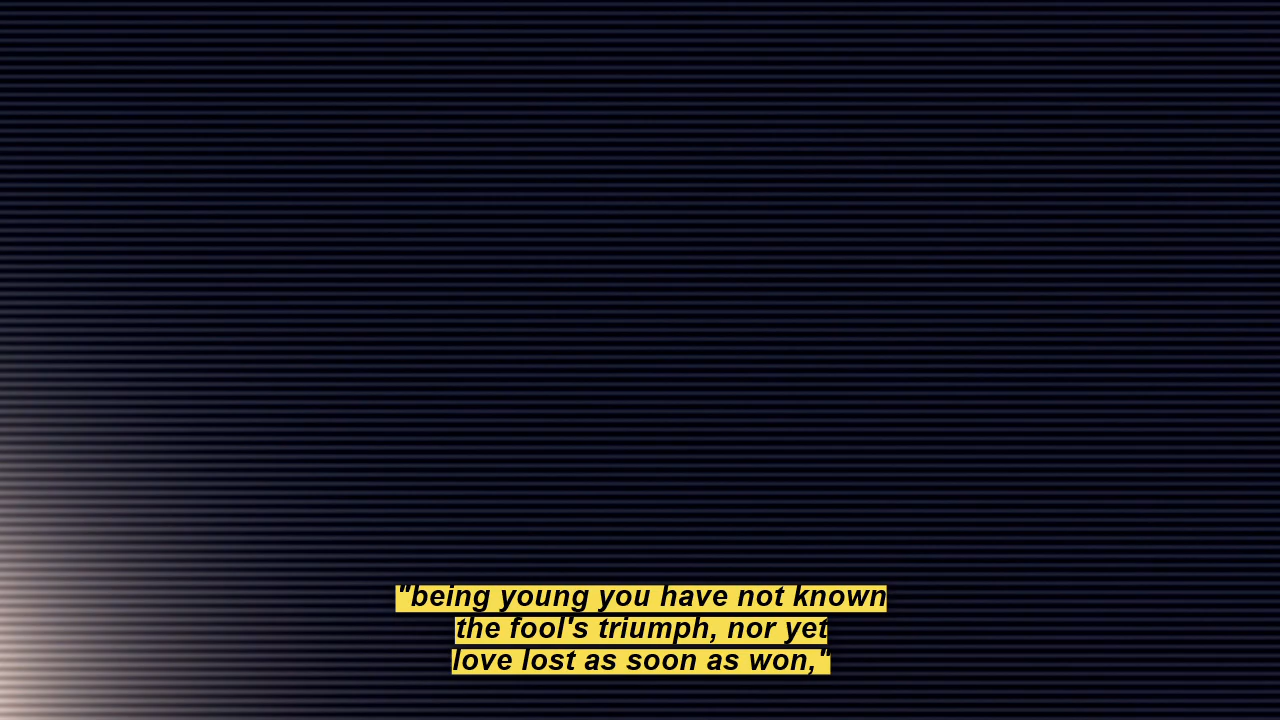 "being young you have not known
the fool's triumph, nor yet
love lost as soon as won,"